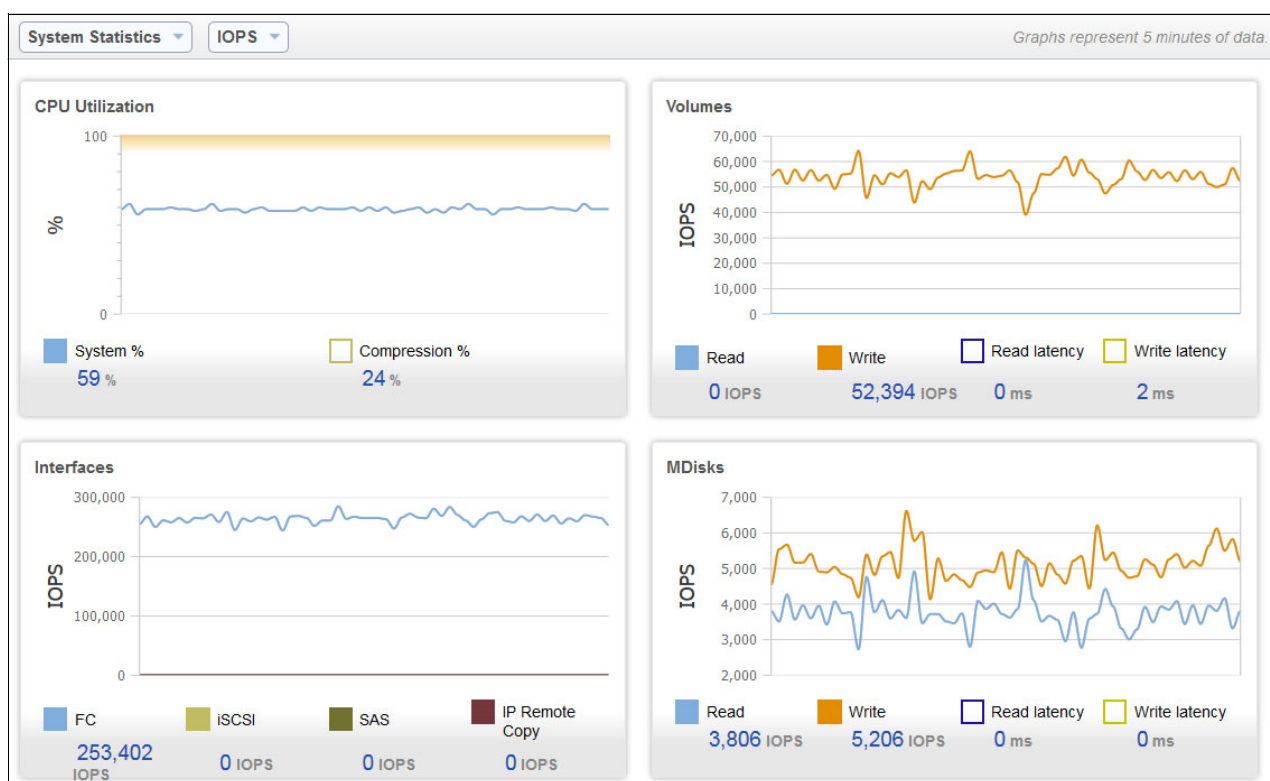 System Statistics
IOPS
Graphs represent 5 minutes of data.
CPU Utilization
100
%
0
System %
59 %
Compression %
24 %
Volumes
70,000
60,000
50,000
40,000
30,000
20,000
10,000
0
IOPS
Read
0 IOPS
Write
52,394 IOPS
Read latency
0 ms
Write latency
2 ms
Interfaces
300,000
200,000
100,000
0
IOPS
FC
253,402
IOPS
iSCSI
0 IOPS
SAS
0 IOPS
IP Remote
Copy
0 IOPS
MDisks
7,000
6,000
5,000
4,000
3,000
2,000
IOPS
Read
3,806 IOPS
Write
5,206 IOPS
Read latency
0 ms
Write latency
0 ms